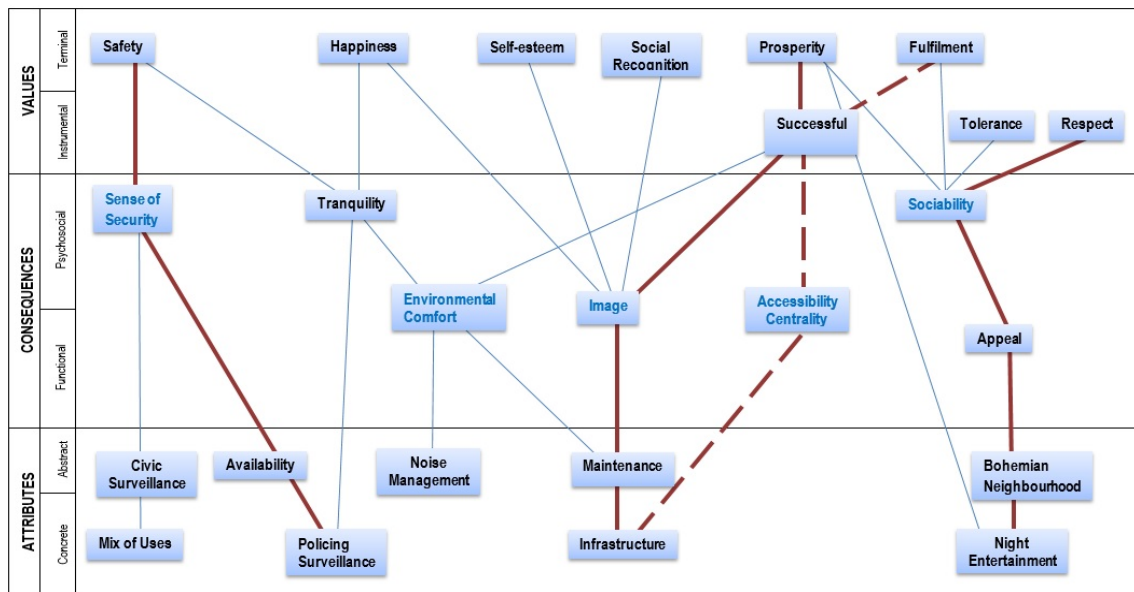 VALUES
Terminal
Safety
Happiness
Self-esteem
Social
Recognition
Prosperity
Fulfilment
Instrumental
Successful
Tolerance
Respect
CONSEQUENCES
Psychosocial
Sense of
Security
Tranquility
Sociability
Environmental
Comfort
Image
Accessibility
Centrality
Functional
Appeal
ATTRIBUTES
Abstract
Civic
Surveillance
Availability
Noise
Management
Maintenance
Bohemian
Neighbourhood
Concrete
Mix of Uses
Policing
Surveillance
Infrastructure
Night
Entertainment